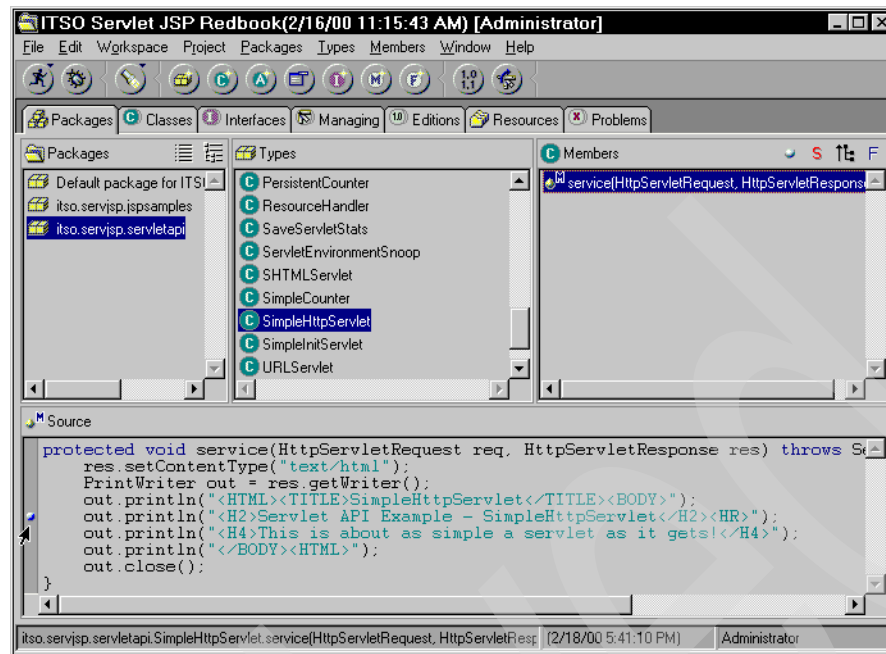 ITSO Servlet JSP Redbook(2/16/00 11:15:43 AM) [Administrator]
File Edit Workspace Project Packages Types Members Window Help
Packages Classes Interfaces Managing Editions Resources Problems
Packages
Default package for ITS
itso.servjsp.jspsamples
itso.servjsp.servletapi
Types
PersistentCounter
ResourceHandler
SaveServletStats
ServletEnvironmentSnoop
SHTMLServlet
SimpleCounter
SimpleHttpServlet
SimpleInitServlet
URLServlet
Members S F
service(HttpServletRequest, HttpServletRespons
Source
protected void service(HttpServletRequest req, HttpServletResponse res) throws Se
res.setContentType("text/html");
PrintWriter out = res.getWriter();
out.println("<HTML><TITLE>SimpleHttpServlet</TITLE><BODY>");
out.println("<H2>Servlet API Example - SimpleHttpServlet</H2><HR>");
out.println("<H4>This is about as simple a servlet as it gets!</H4>");
out.println("</BODY><HTML>");
out.close();
}
itso.servjsp.servletapi.SimpleHttpServlet.service(HttpServletRequest, HttpServletResp (2/18/00 5:41:10 PM) Administrator